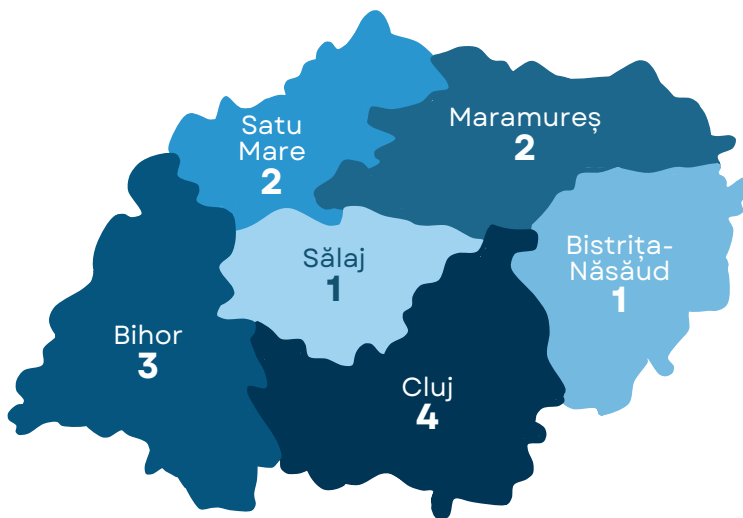 Satu
Mare
2
Maramureș
2
Sălaj
1
Bistrița-
Năsăud
1
Bihor
3
Cluj
4